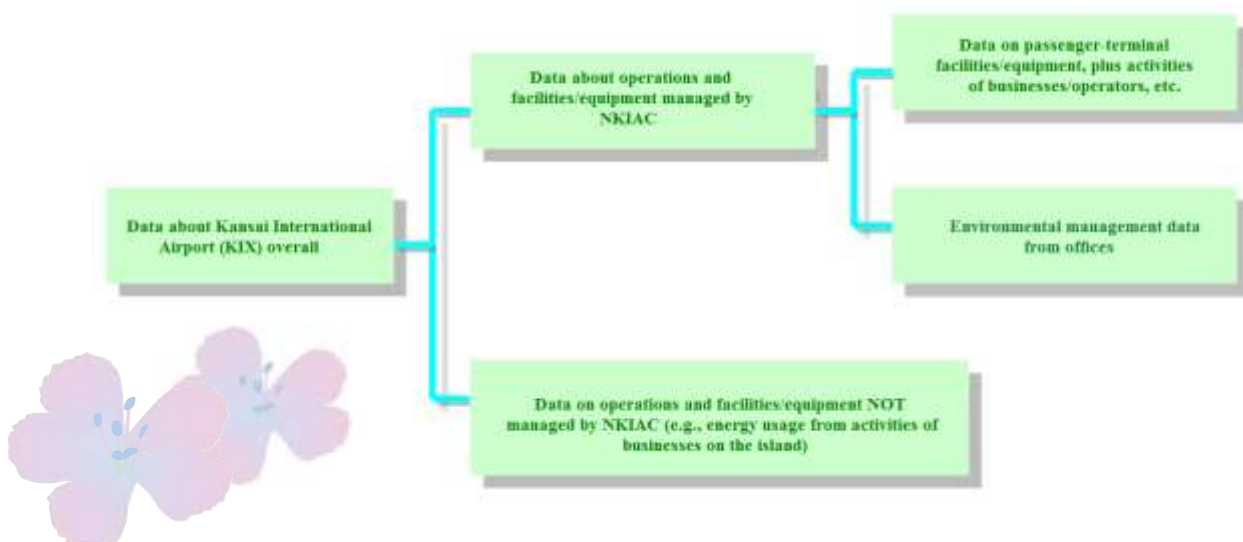 Data on passenger-terminal
facilities/equipment, plus activities
of businesses/operators, etc.
Data about operations and
facilities/equipment managed by
NKIAC
Data about Kansai International
Airport (KIX) overall
Environmental management data
from offices
Data on operations and facilities/equipment NOT
managed by NKIAC (e.g., energy usage from activities of
businesses on the island)